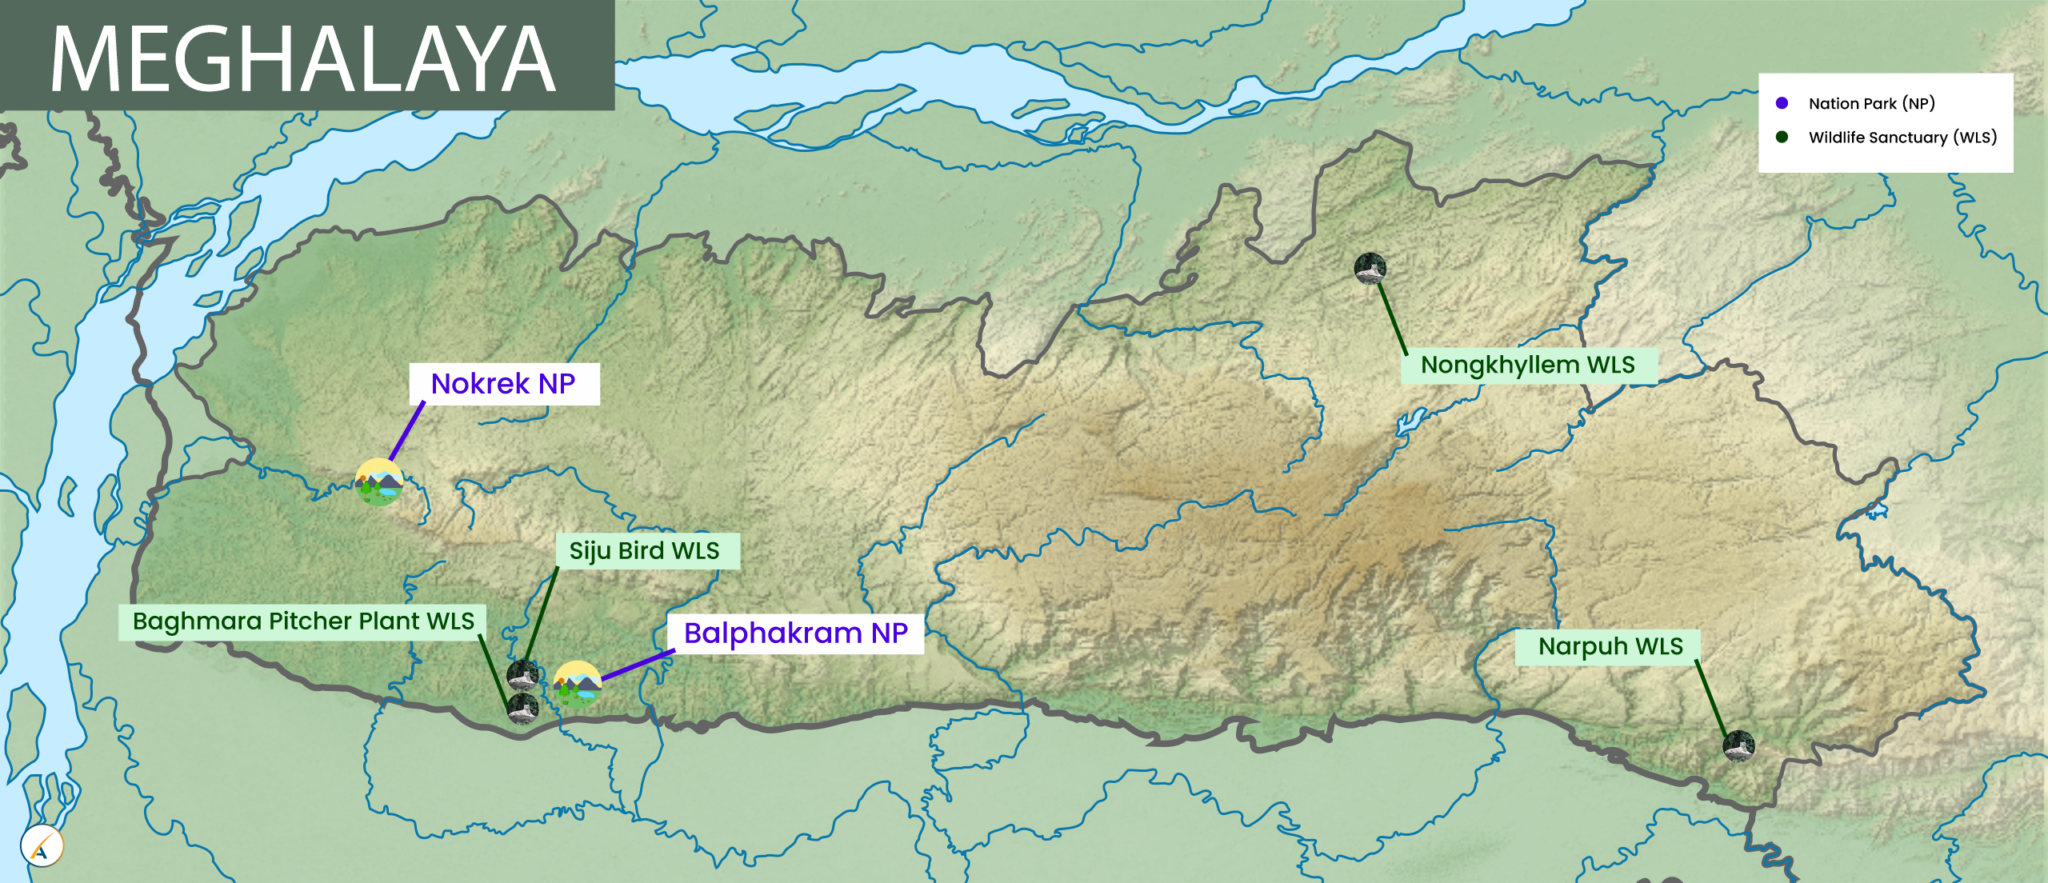 MEGHALAYA
Nation Park (NP)
Wildlife Sanctuary (WLS)
Nongkhyllem WLS
Nokrek NP
Siju Bird WLS
Baghmara Pitcher Plant WLS
Balphakram NP
Narpuh WLS
A